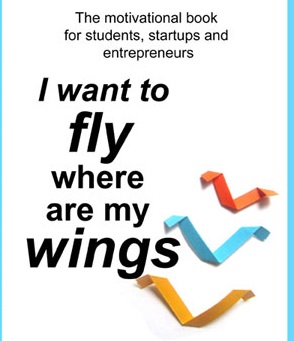 The motivational book
for students, startups and
entrepreneurs
I want to
fly
where
are my
wings